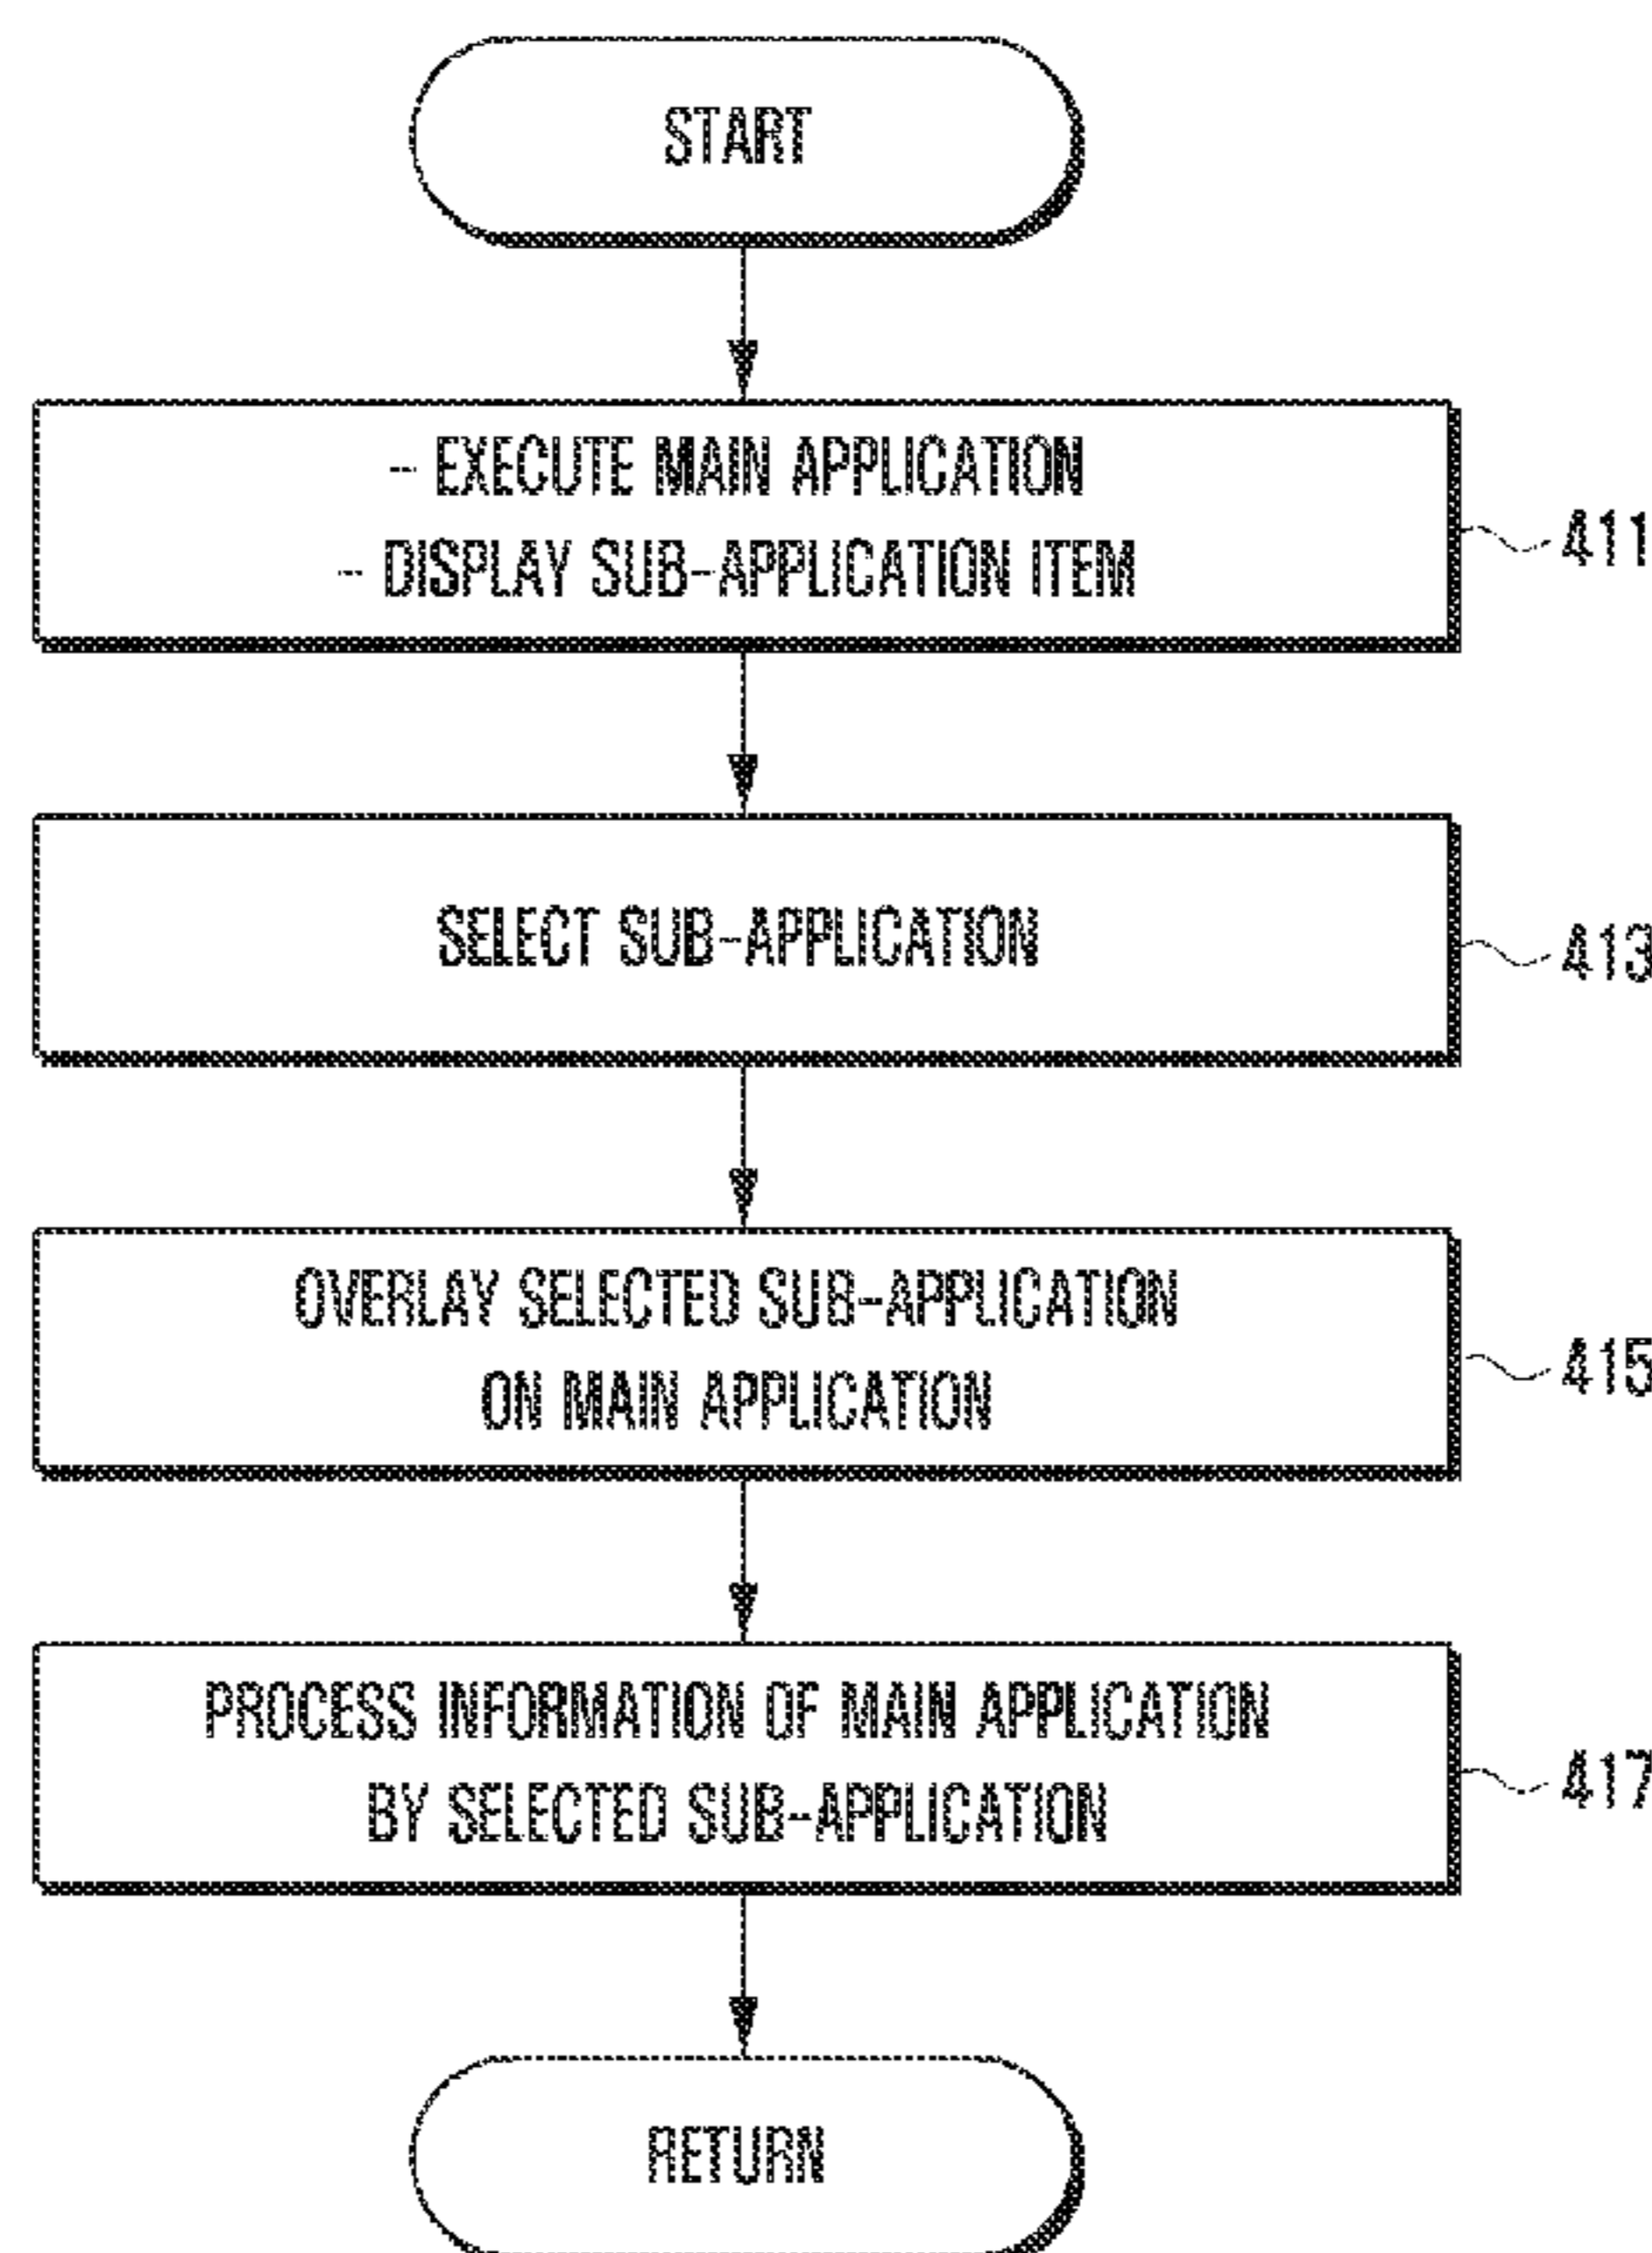 START
- EXECUTE MAIN APPLICATION
- DISPLAY SUB-APPLICATION ITEM
411
SELECT SUB-APPLICATION
413
OVERLAY SELECTED SUB-APPLICATION
ON MAIN APPLICATION
415
PROCESS INFORMATION OF MAIN APPLICATION
BY SELECTED SUB-APPLICATION
417
RETURN